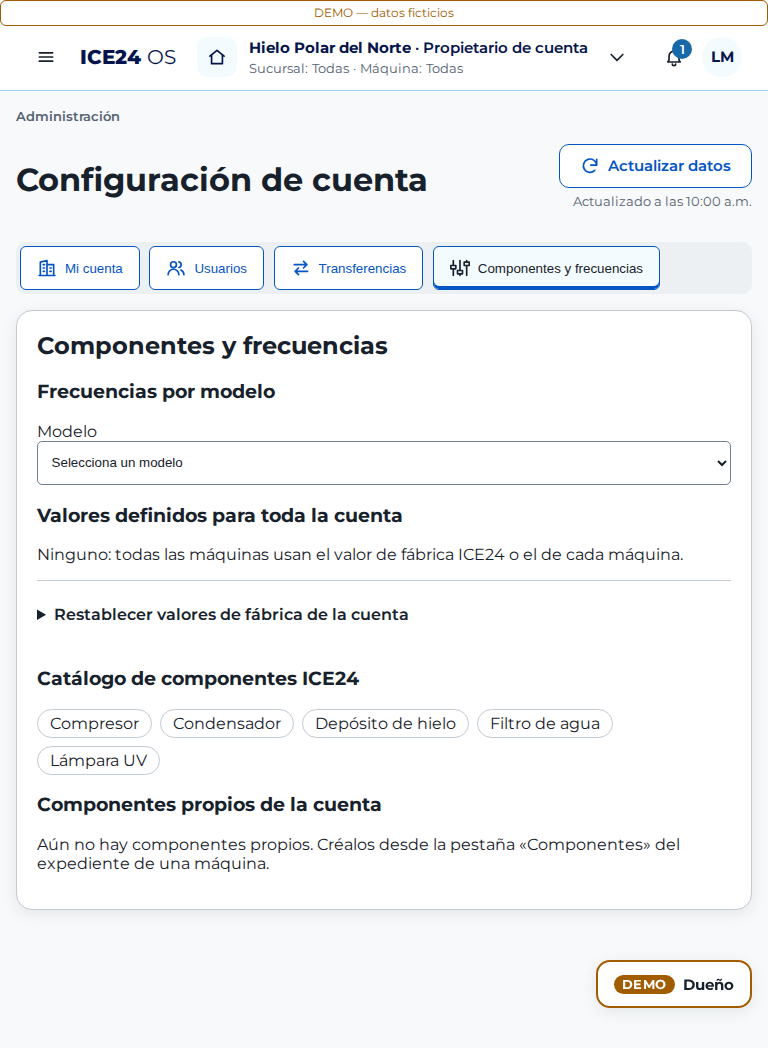 DEMO — datos ficticios
ICE24 OS
Hielo Polar del Norte · Propietario de cuenta
Sucursal: Todas · Máquina: Todas
1
LM
Administración
Configuración de cuenta
Actualizar datos
Actualizado a las 10:00 a.m.
Mi cuenta
Usuarios
Transferencias
Componentes y frecuencias
Componentes y frecuencias
Frecuencias por modelo
Modelo
Selecciona un modelo
Valores definidos para toda la cuenta
Ninguno: todas las máquinas usan el valor de fábrica ICE24 o el de cada máquina.
Restablecer valores de fábrica de la cuenta
Catálogo de componentes ICE24
Compresor
Condensador
Depósito de hielo
Filtro de agua
Lámpara UV
Componentes propios de la cuenta
Aún no hay componentes propios. Créalos desde la pestaña «Componentes» del
expediente de una máquina.
DEMO Dueño